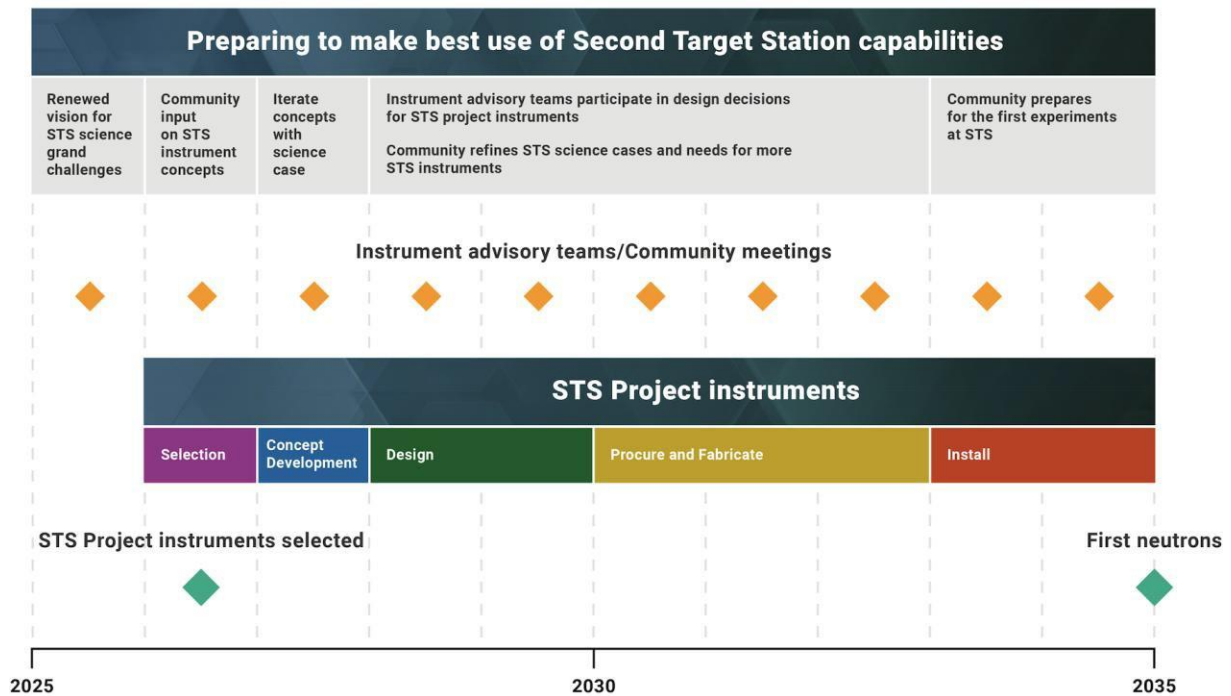 Preparing to make best use of Second Target Station capabilities
Renewed
vision for
STS science
grand
challenges
Community
input
on STS
instrument
concepts
Iterate
concepts
with
science
case
Instrument advisory teams participate in design decisions
for STS project instruments
Community refines STS science cases and needs for more
STS instruments
Community prepares
for the first experiments
at STS
Instrument advisory teams/Community meetings
STS Project instruments
Selection
Concept
Development
Design
Procure and Fabricate
Install
STS Project instruments selected
First neutrons
2025
2030
2035